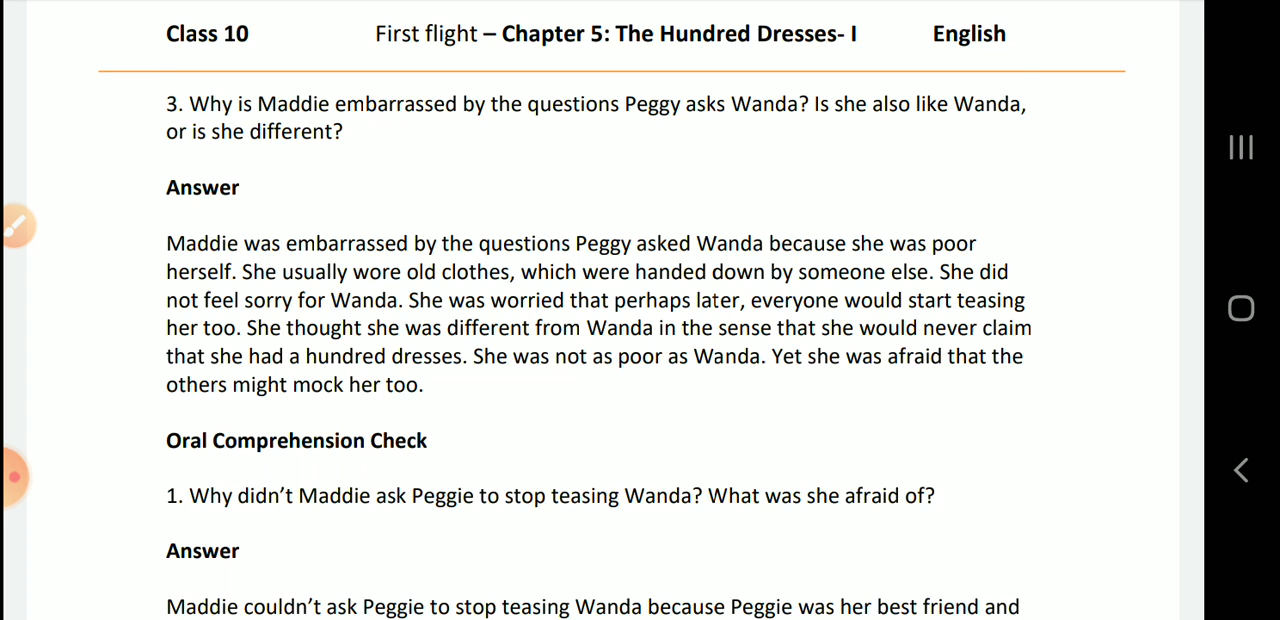 Class 10 First flight – Chapter 5: The Hundred Dresses- I English
3. Why is Maddie embarrassed by the questions Peggy asks Wanda? Is she also like Wanda,
or is she different?
Answer
Maddie was embarrassed by the questions Peggy asked Wanda because she was poor
herself. She usually wore old clothes, which were handed down by someone else. She did
not feel sorry for Wanda. She was worried that perhaps later, everyone would start teasing
her too. She thought she was different from Wanda in the sense that she would never claim
that she had a hundred dresses. She was not as poor as Wanda. Yet she was afraid that the
others might mock her too.
Oral Comprehension Check
1. Why didn’t Maddie ask Peggie to stop teasing Wanda? What was she afraid of?
Answer
Maddie couldn’t ask Peggie to stop teasing Wanda because Peggie was her best friend and